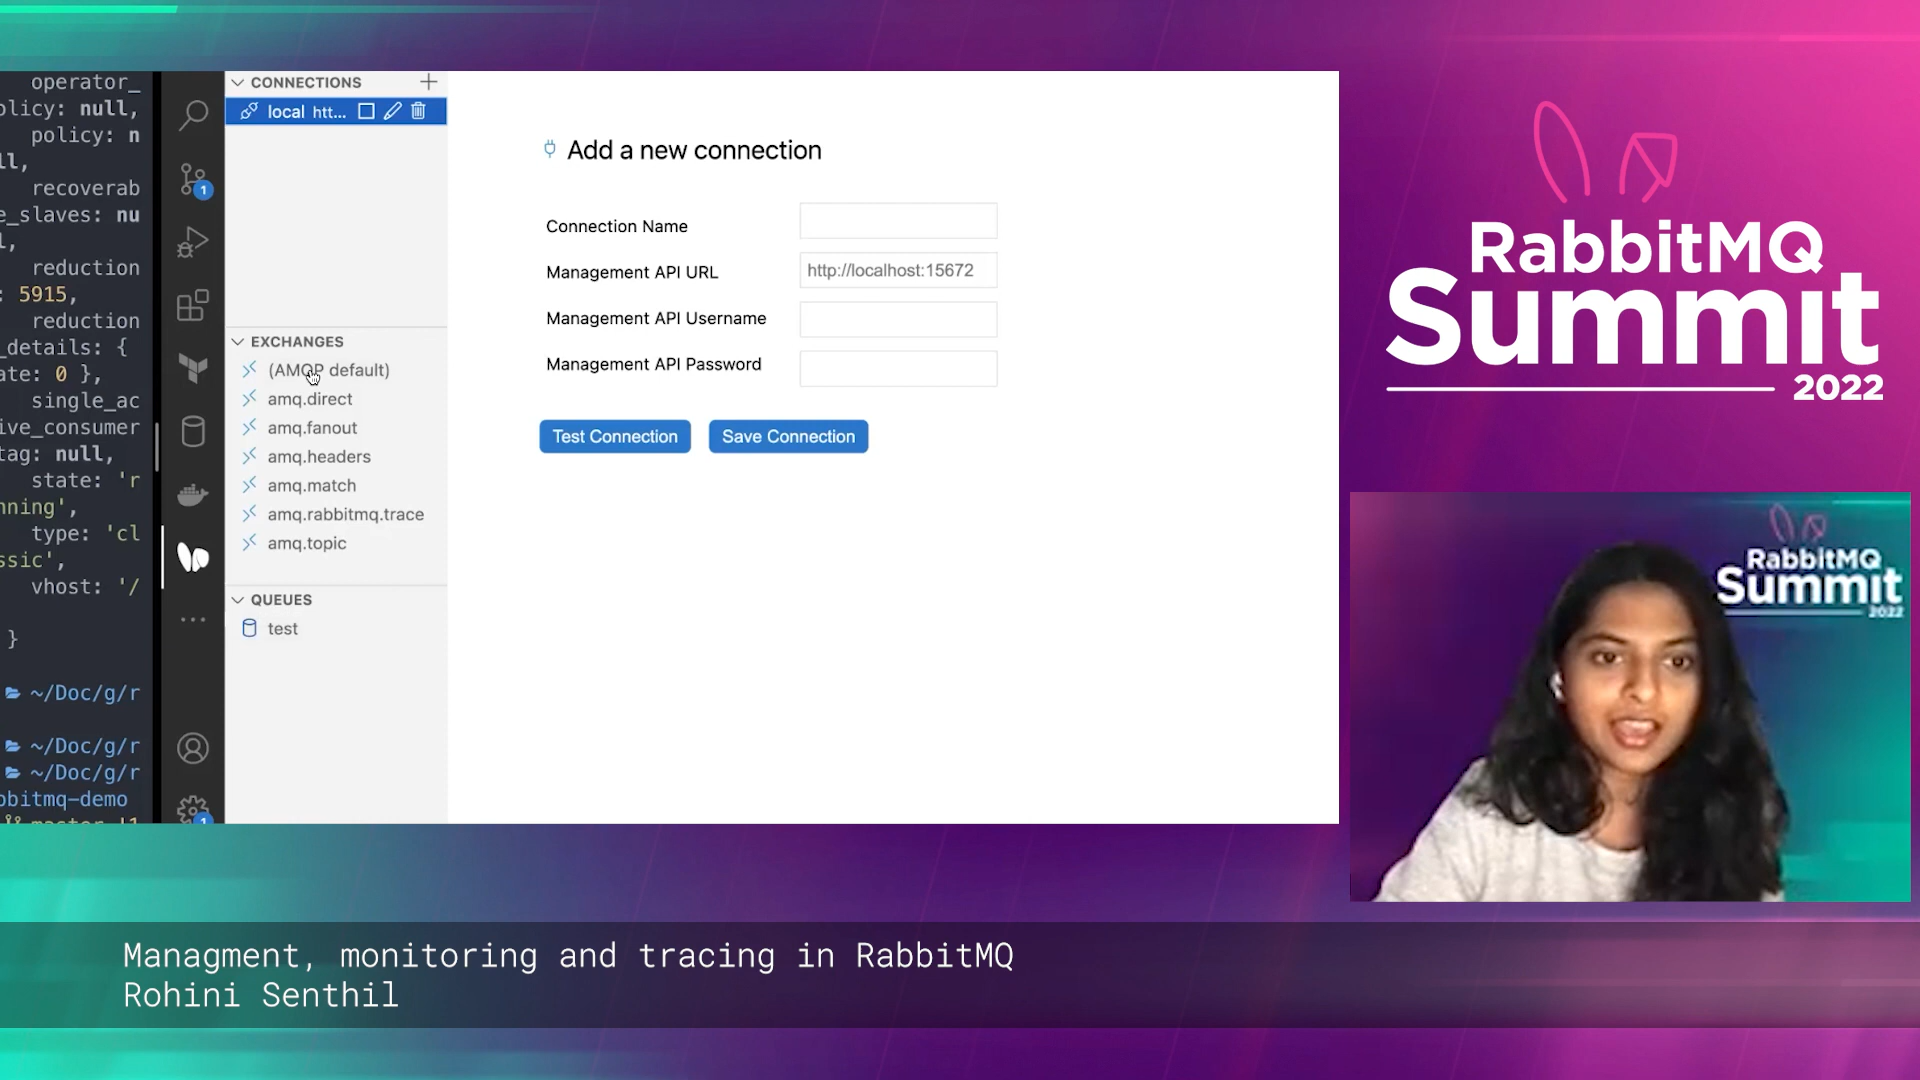 operator_
olicy: null,
policy: n
ll,
recoverab
e_slaves: nu
l,
reduction
: 5915,
reduction
_details: {
ate: 0 },
single_ac
ive_consumer
tag: null,
state: 'r
nning',
type: 'cl
ssic',
vhost: '/
}
~/Doc/g/r
~/Doc/g/r
~/Doc/g/r
bbitmq-demo
1
1
CONNECTIONS
local htt...
EXCHANGES
(AMQP default)
amq.direct
amq.fanout
amq.headers
amq.match
amq.rabbitmq.trace
amq.topic
QUEUES
test
Add a new connection
Connection Name
Management API URL
http://localhost:15672
Management API Username
Management API Password
Test Connection
Save Connection
RabbitMQ
Summit
2022
RabbitMQ
Summit
2022
Managment, monitoring and tracing in RabbitMQ
Rohini Senthil